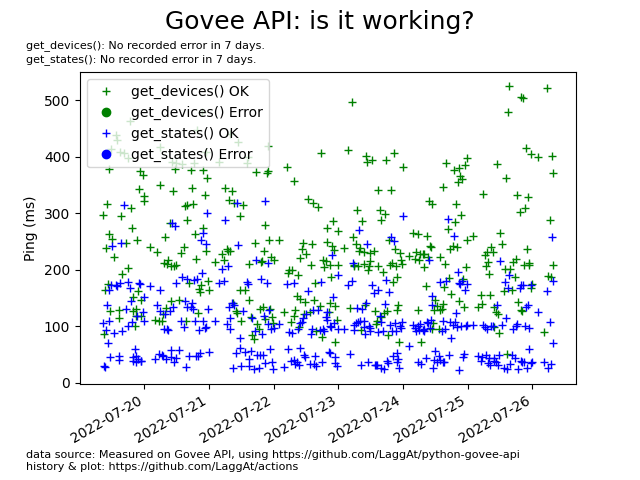 Govee API: is it working?
get_devices(): No recorded error in 7 days.
get_states(): No recorded error in 7 days.
get_devices() OK
get_devices() Error
get_states() OK
get_states() Error
Ping (ms)
500
400
300
200
100
0
2022-07-20
2022-07-21
2022-07-22
2022-07-23
2022-07-24
2022-07-25
2022-07-26
data source: Measured on Govee API, using https://github.com/LaggAt/python-govee-api
history & plot: https://github.com/LaggAt/actions